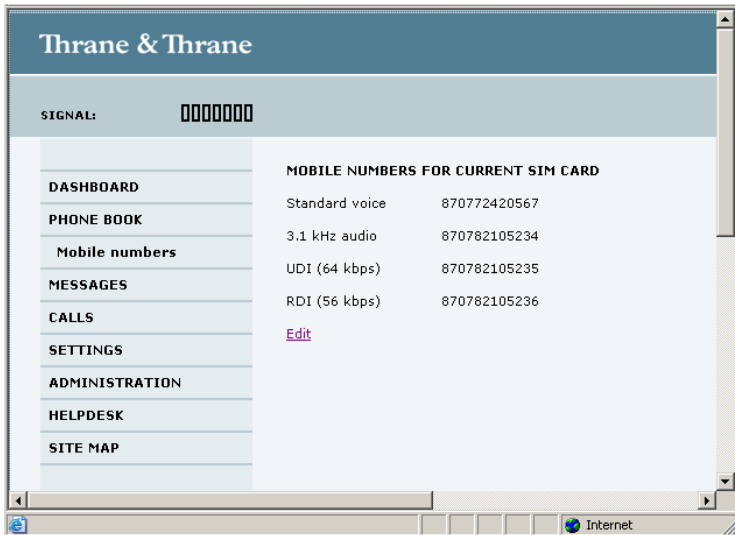 Thrane & Thrane
SIGNAL:
DASHBOARD
PHONE BOOK
Mobile numbers
MESSAGES
CALLS
SETTINGS
ADMINISTRATION
HELPDESK
SITE MAP
MOBILE NUMBERS FOR CURRENT SIM CARD
Standard voice 870772420567
3.1 kHz audio 870782105234
UDI (64 kbps) 870782105235
RDI (56 kbps) 870782105236
Edit
Internet